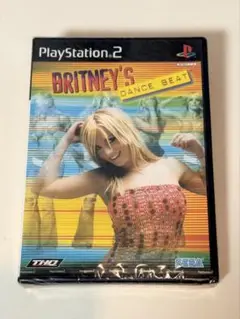 PlayStation 2
BRITNEY'S
DANCE BEAT
THQ
SEGA